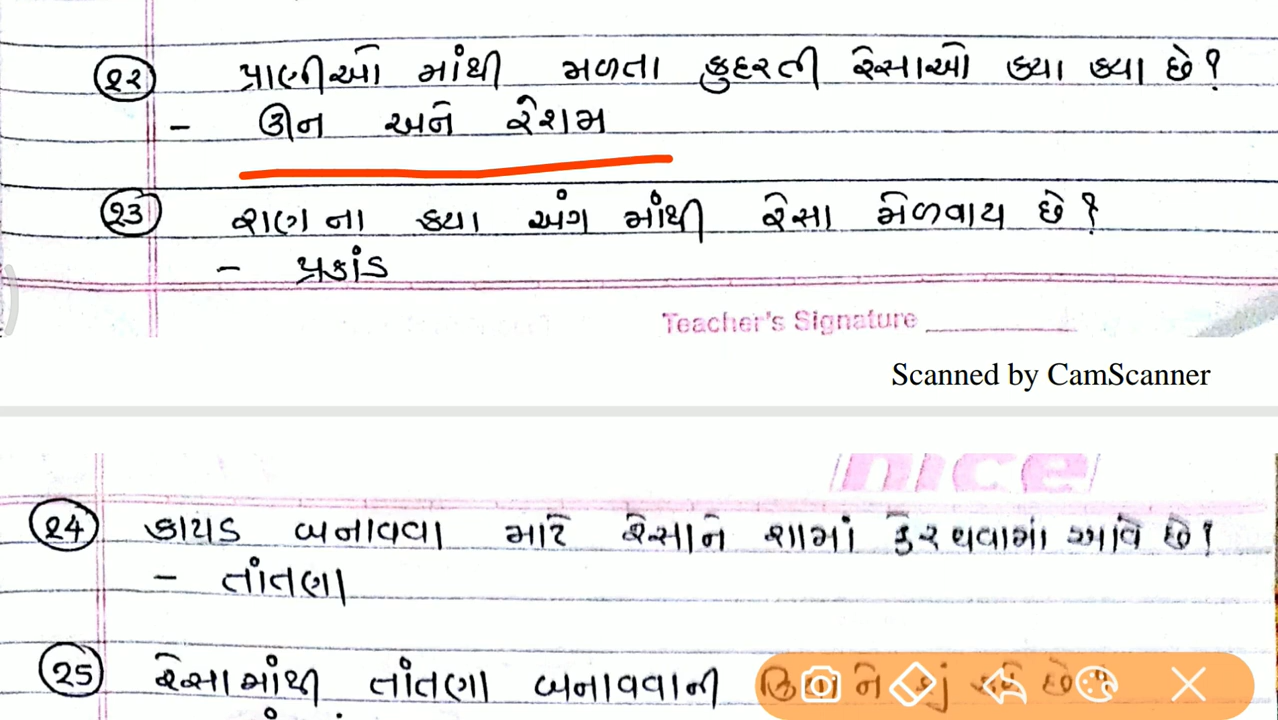 ૨૨ પ્રાણીઓ માંથી મળતા કુદરતી રેસાઓ ક્યા ક્યા છે?
- ઊન અને રેશમ
૨૩ શણ ના ક્યા અંગ માંથી રેસા મેળવાય છે?
- પ્રકાંડ
Teacher's Signature
Scanned by CamScanner
nice
24 કાપડ બનાવવા માટે રેસાને શામાં ફેરવવામાં આવે છે?
- તાંતણા
25 રેસામાંથી તાંતણા બનાવવાની